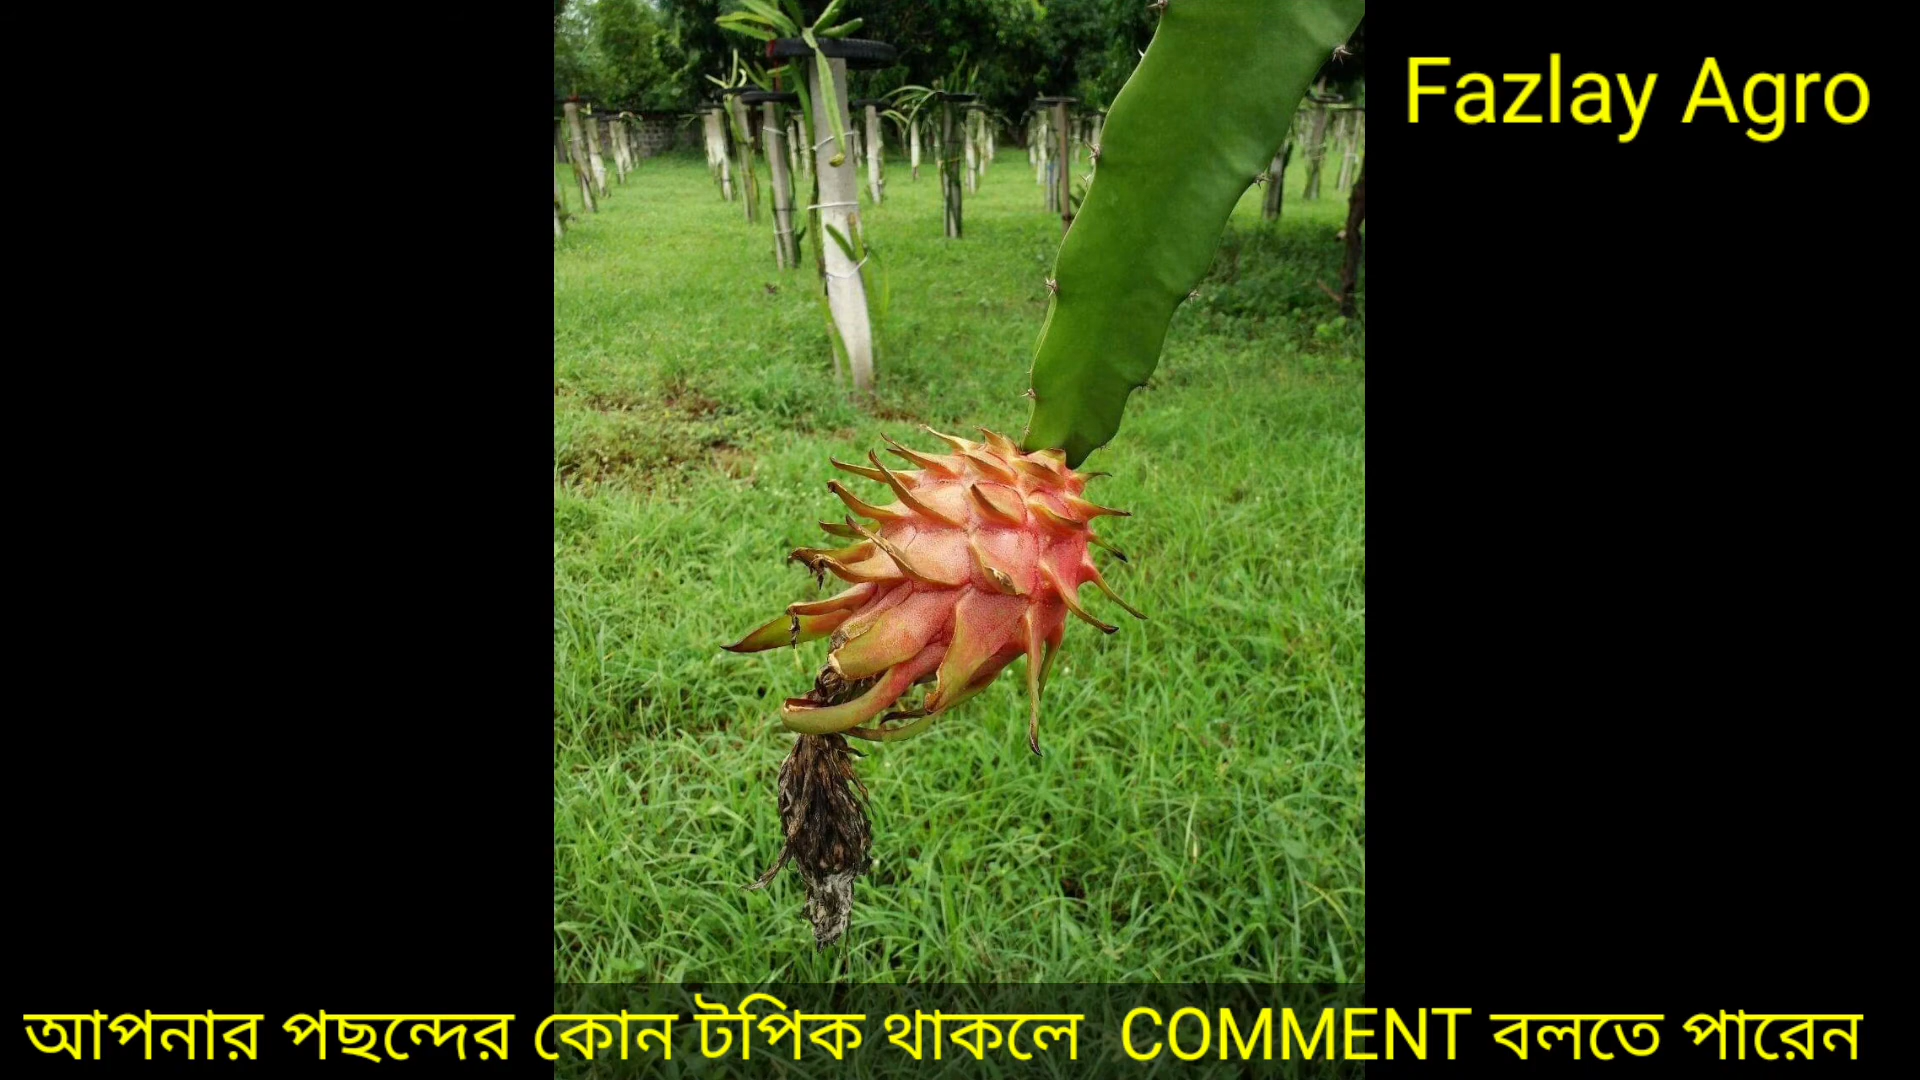 Fazlay Agro
আপনার পছন্দের কোন টপিক থাকলে COMMENT বলতে পারেন